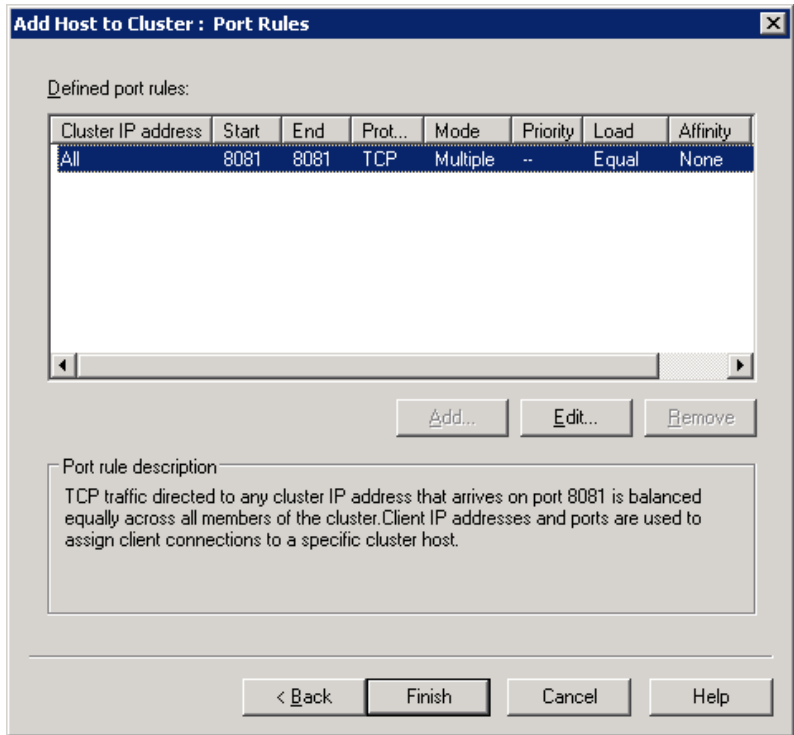 Add Host to Cluster : Port Rules
Defined port rules:
Cluster IP address Start End Prot... Mode Priority Load Affinity
All 8081 8081 TCP Multiple -- Equal None
Add... Edit... Remove
Port rule description
TCP traffic directed to any cluster IP address that arrives on port 8081 is balanced
equally across all members of the cluster.Client IP addresses and ports are used to
assign client connections to a specific cluster host.
< Back Finish Cancel Help